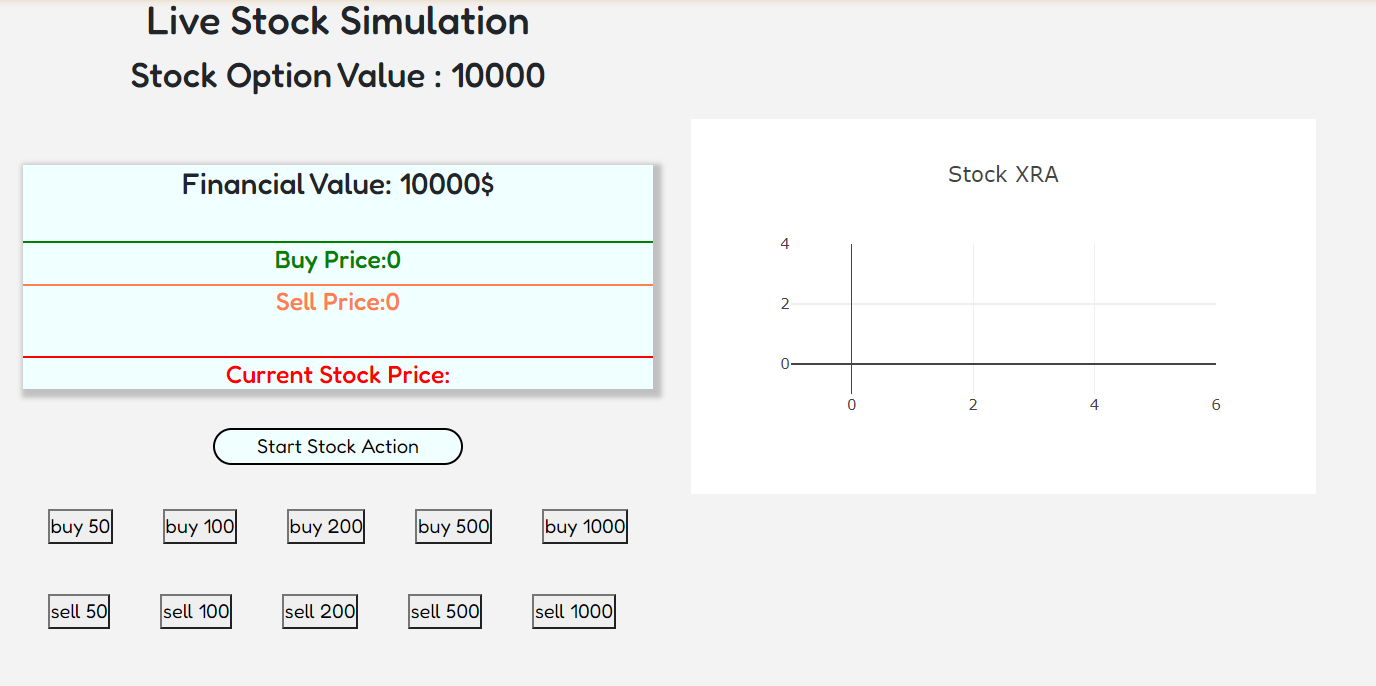 Live Stock Simulation
Stock Option Value : 10000
Financial Value: 10000$
Buy Price:0
Sell Price:0
Current Stock Price:
Start Stock Action
buy 50 buy 100 buy 200 buy 500 buy 1000
sell 50 sell 100 sell 200 sell 500 sell 1000
Stock XRA
4
2
0
0 2 4 6